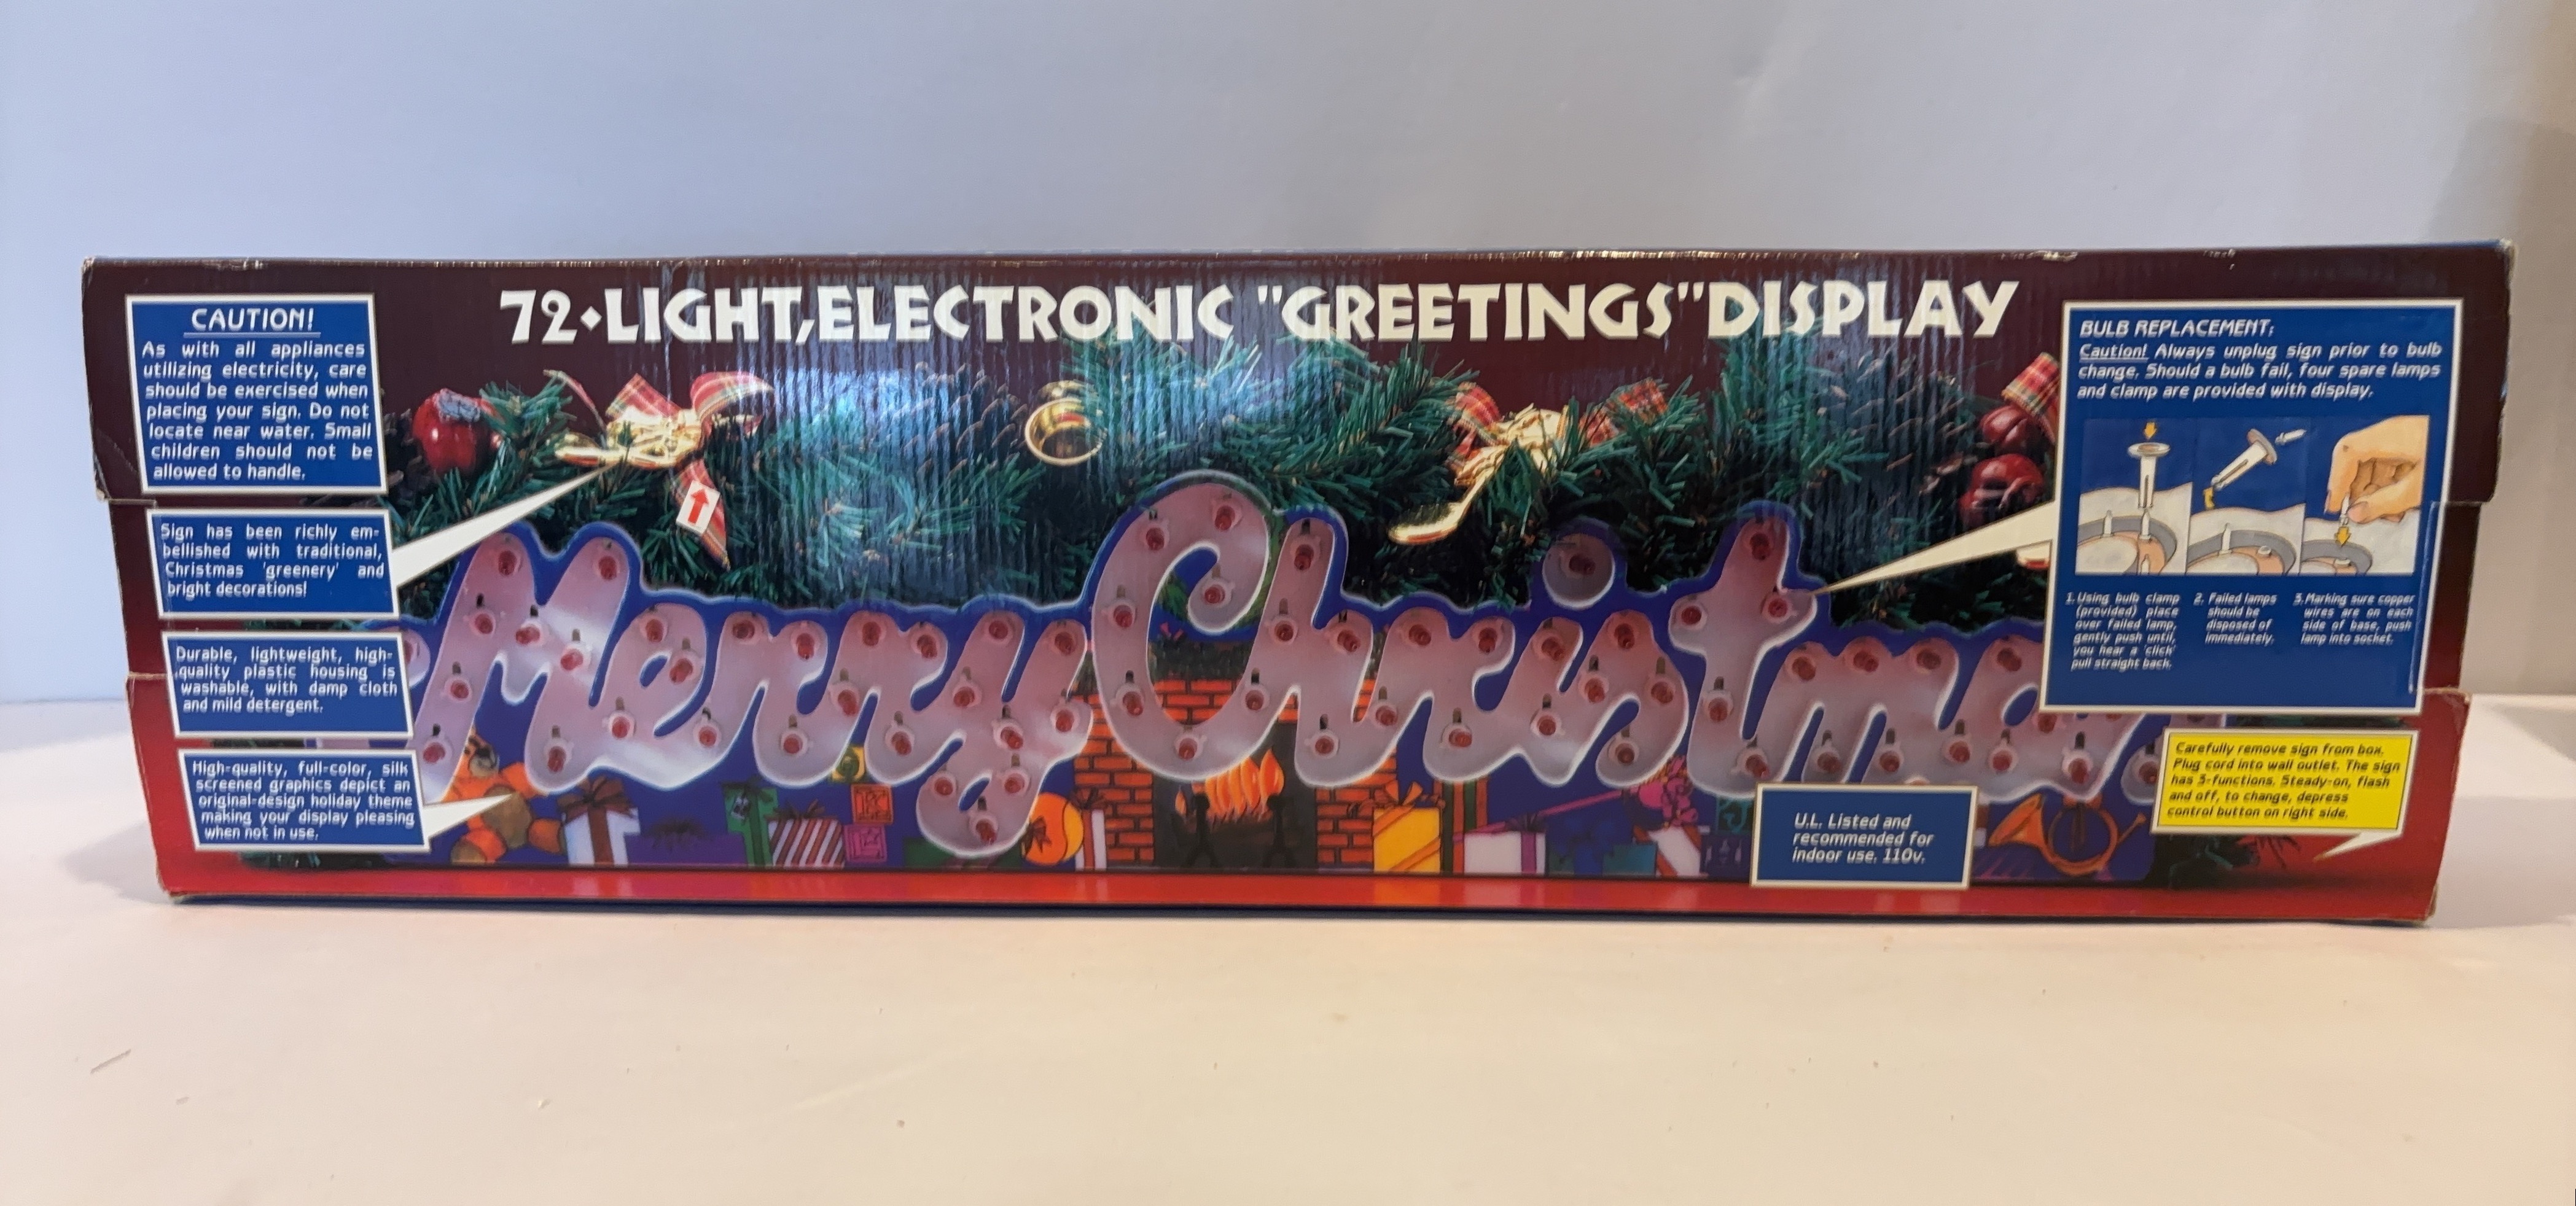 72•LIGHT, ELECTRONIC "GREETINGS" DISPLAY
CAUTION!
As with all appliances
utilizing electricity, care
should be exercised when
placing your sign. Do not
locate near water. Small
children should not be
allowed to handle.
Sign has been richly em-
bellished with traditional,
Christmas 'greenery' and
bright decorations!
Durable, lightweight, high-
quality plastic housing is
washable, with damp cloth
and mild detergent.
High-quality, full-color, silk
screened graphics depict an
original-design holiday theme
making your display pleasing
when not in use.
Merry Christmas
BULB REPLACEMENT:
Caution! Always unplug sign prior to bulb
change. Should a bulb fail, four spare lamps
and clamp are provided with display.
1. Using bulb clamp
(provided) place
over failed lamp,
gently push until,
you hear a 'click'
pull straight back.
2. Failed lamps
should be
disposed of
immediately.
3. Marking sure copper
wires are on each
side of base, push
lamp into socket.
U.L. Listed and
recommended for
indoor use. 110v.
Carefully remove sign from box.
Plug cord into wall outlet. The sign
has 3-functions. Steady-on, flash
and off, to change, depress
control button on right side.